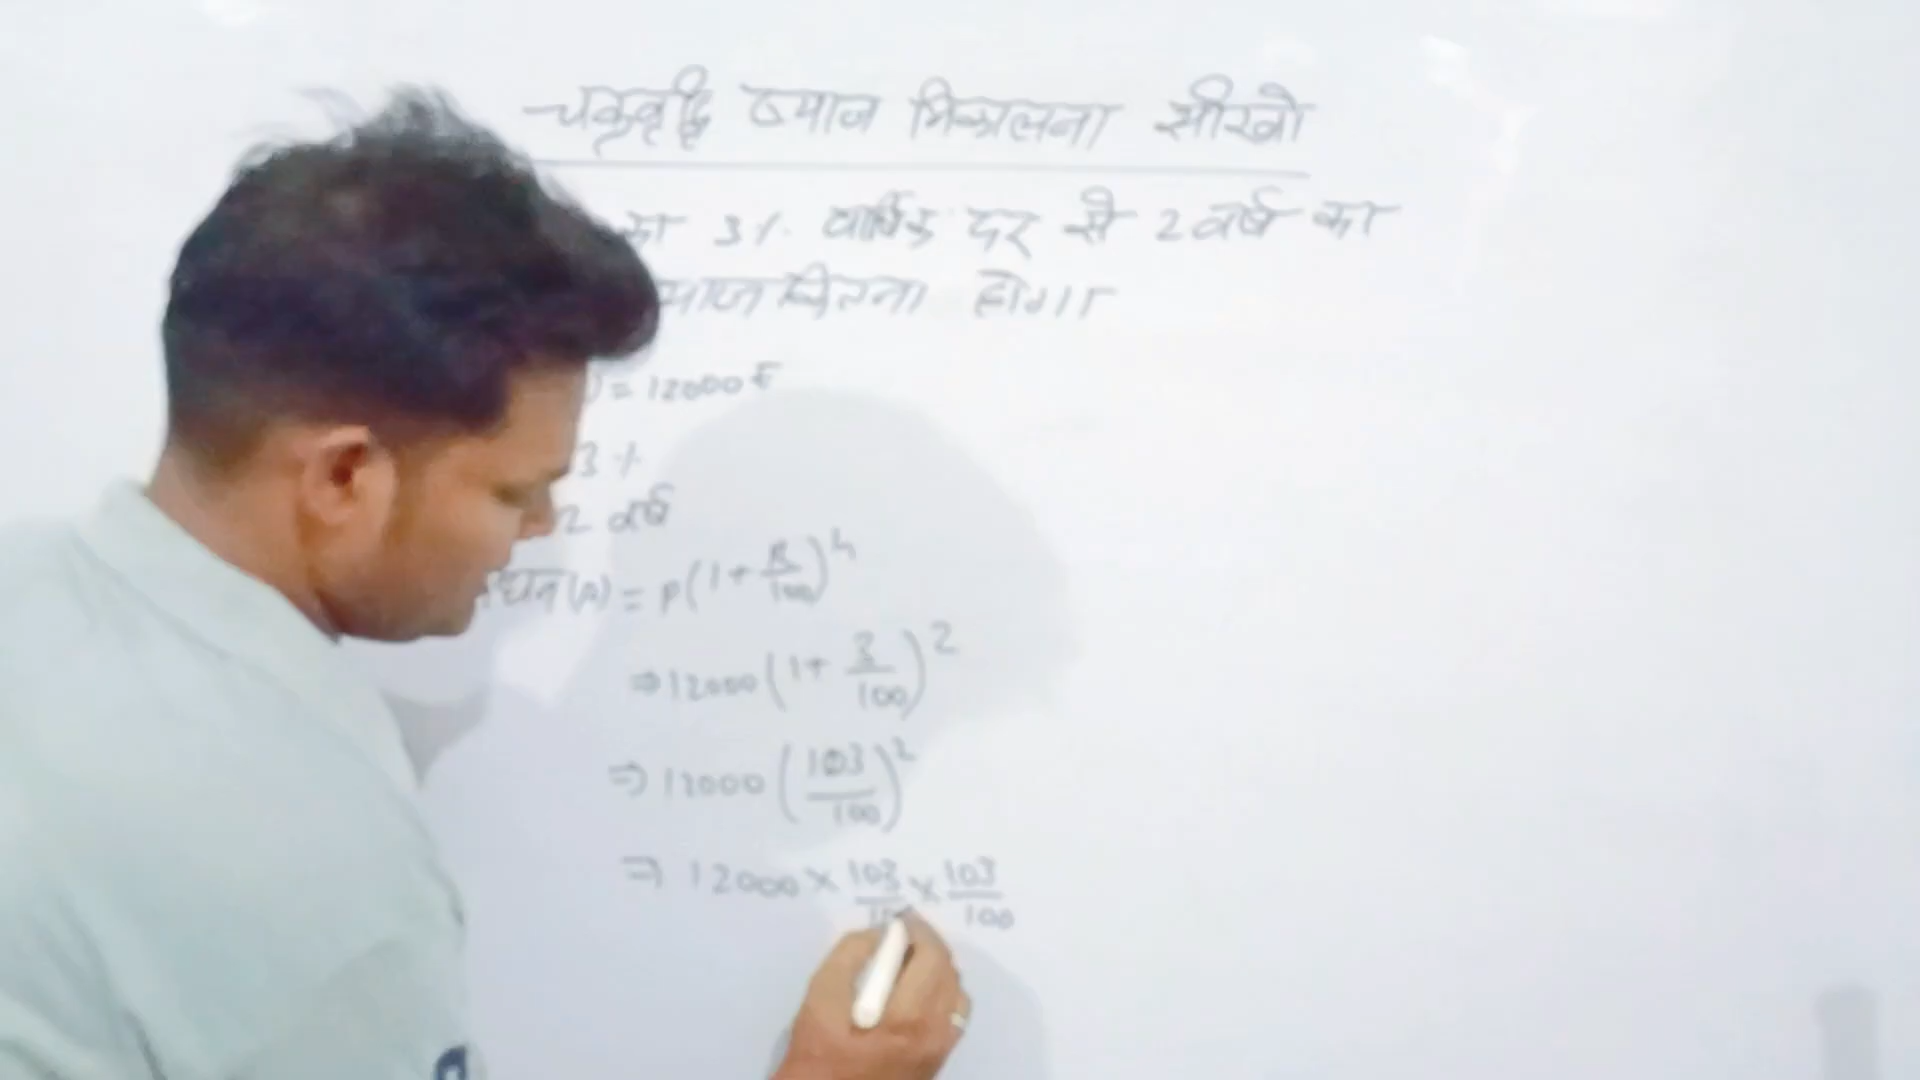 चक्रवृद्धि ब्याज निकालना सीखो
का 3% वार्षिक दर से 2 वर्ष का
कितना होगा
) = 12000 ₹
3 %
2 वर्ष
धन (A) = P(1 + R/100)^n
⇒ 12000 (1 + 3/100)^2
⇒ 12000 (103/100)^2
⇒ 12000 × 103/100 × 103/100